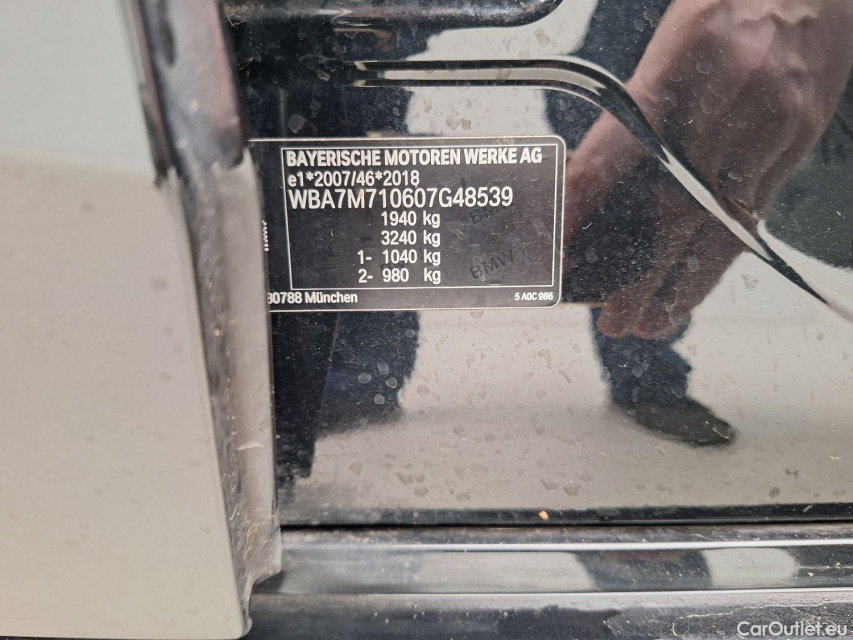 BAYERISCHE MOTOREN WERKE AG
e1*2007/46*2018
WBA7M710607G48539
1940 kg
3240 kg
1- 1040 kg
2- 980 kg
BMW
80788 München
5 A0C 986
CarOutlet.eu